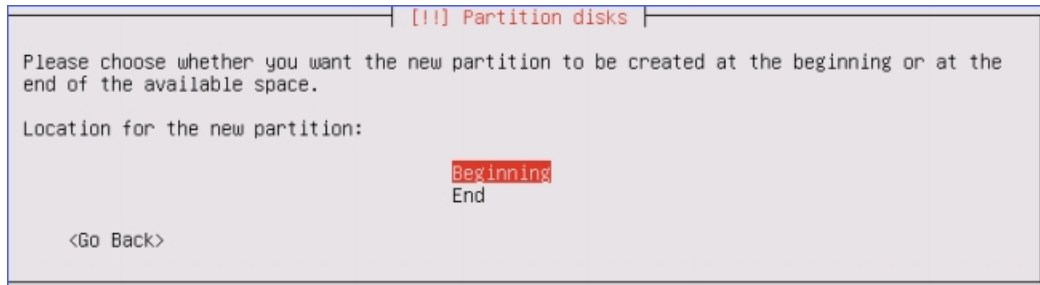 [!!] Partition disks
Please choose whether you want the new partition to be created at the beginning or at the
end of the available space.
Location for the new partition:
Beginning
End
<Go Back>